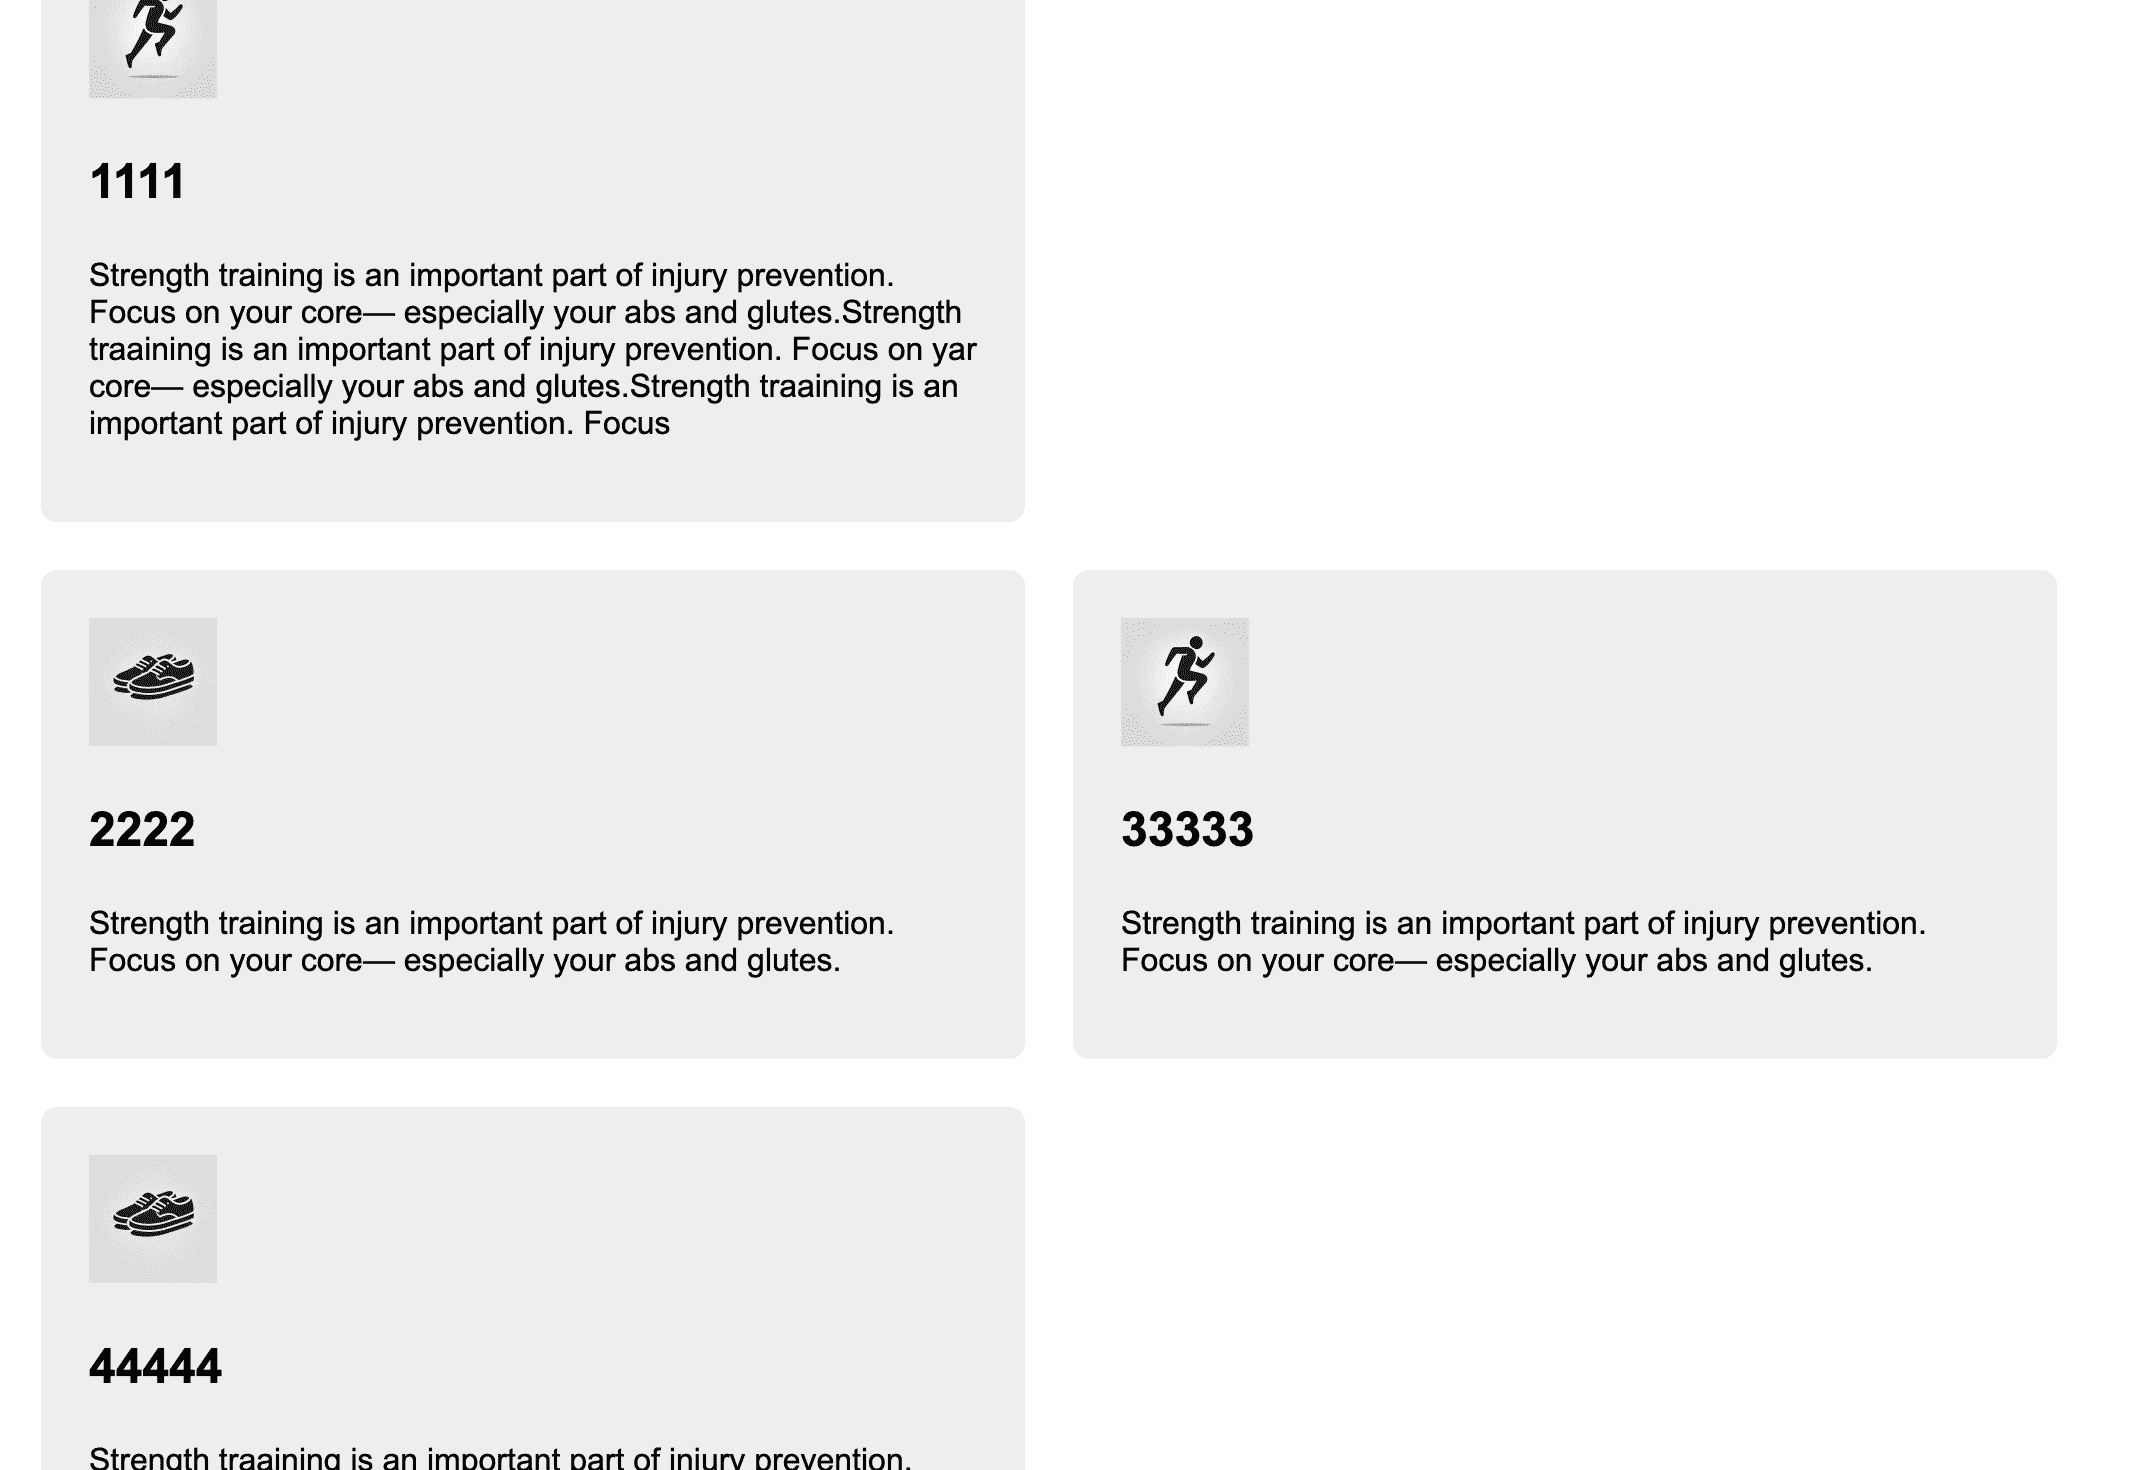 1111
Strength training is an important part of injury prevention.
Focus on your core— especially your abs and glutes.Strength
traaining is an important part of injury prevention. Focus on yar
core— especially your abs and glutes.Strength traaining is an
important part of injury prevention. Focus
2222
Strength training is an important part of injury prevention.
Focus on your core— especially your abs and glutes.
33333
Strength training is an important part of injury prevention.
Focus on your core— especially your abs and glutes.
44444
Strength traaining is an important part of injury prevention.